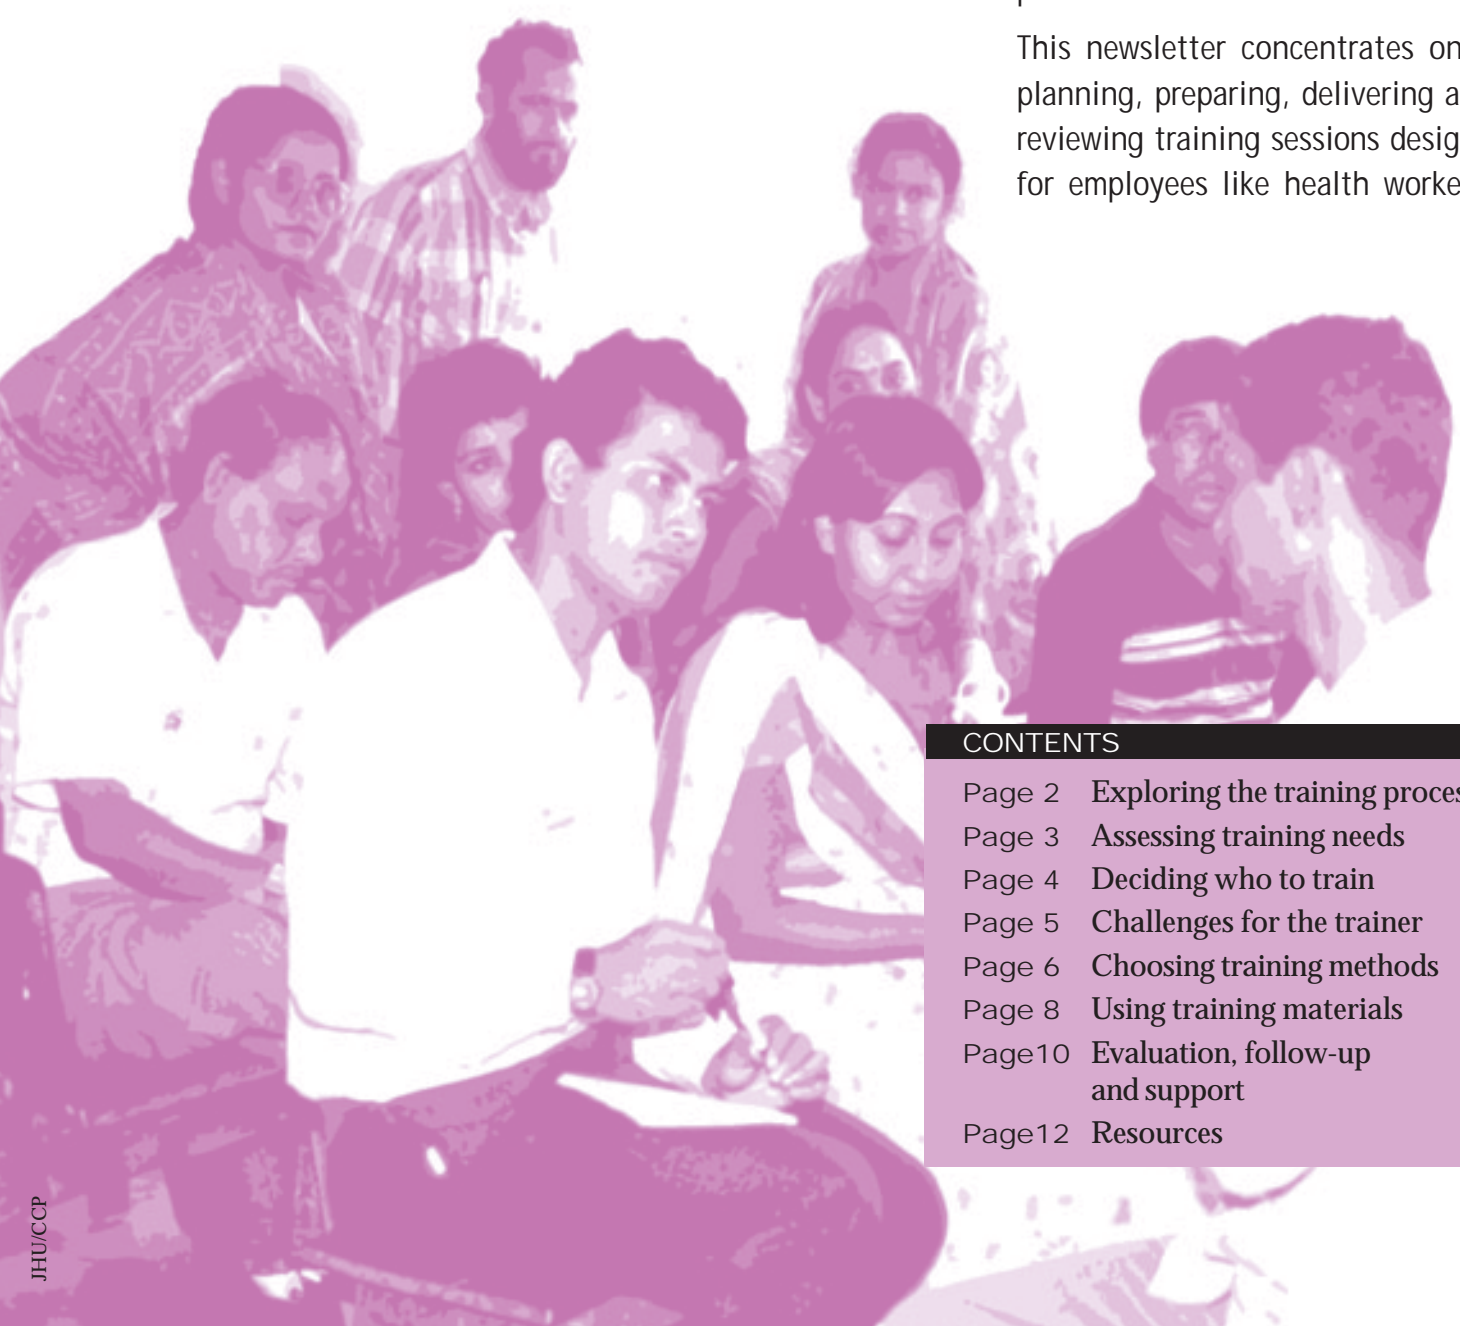 This newsletter concentrates on
planning, preparing, delivering a
reviewing training sessions desig
for employees like health worke
CONTENTS
Page 2 Exploring the training proces
Page 3 Assessing training needs
Page 4 Deciding who to train
Page 5 Challenges for the trainer
Page 6 Choosing training methods
Page 8 Using training materials
Page10 Evaluation, follow-up
and support
Page12 Resources
JHU/CCP